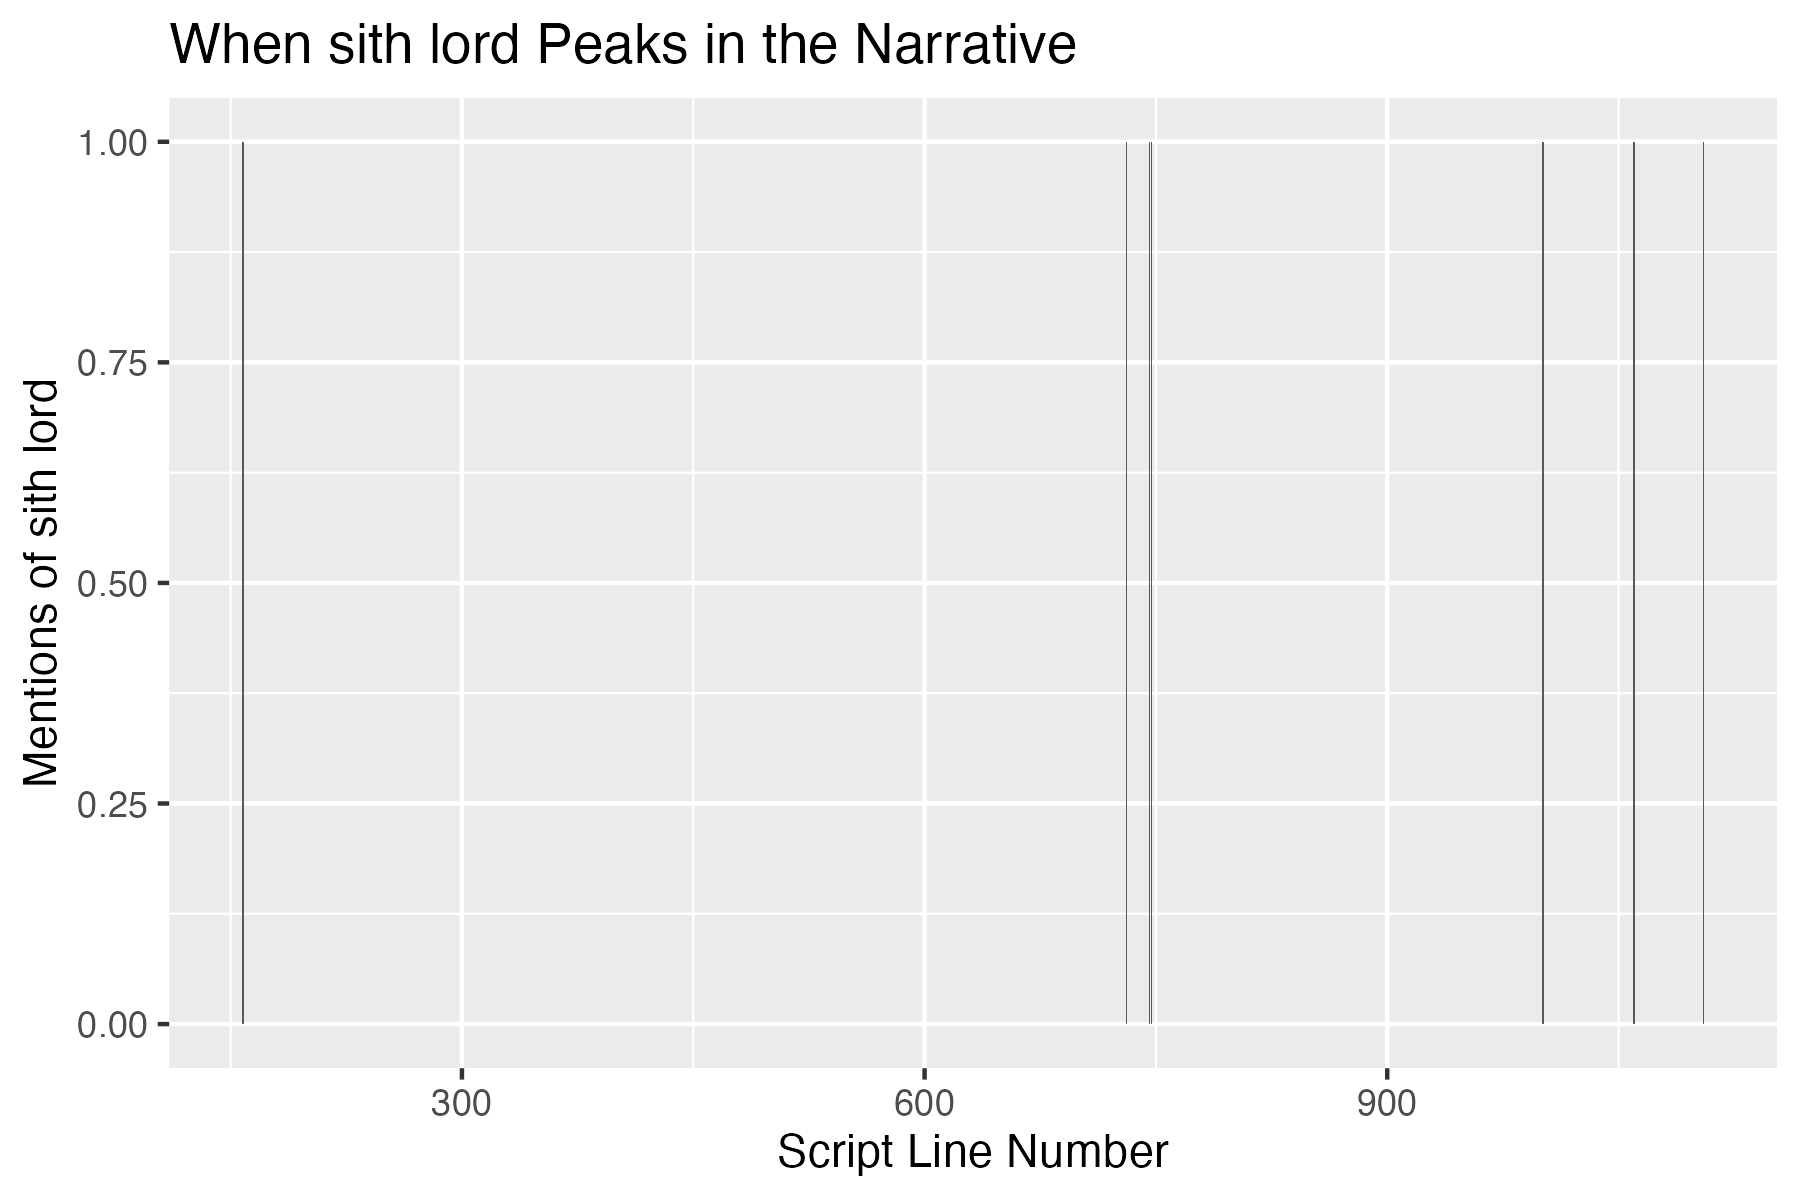 When sith lord Peaks in the Narrative
Mentions of sith lord
1.00
0.75
0.50
0.25
0.00
300 600 900
Script Line Number